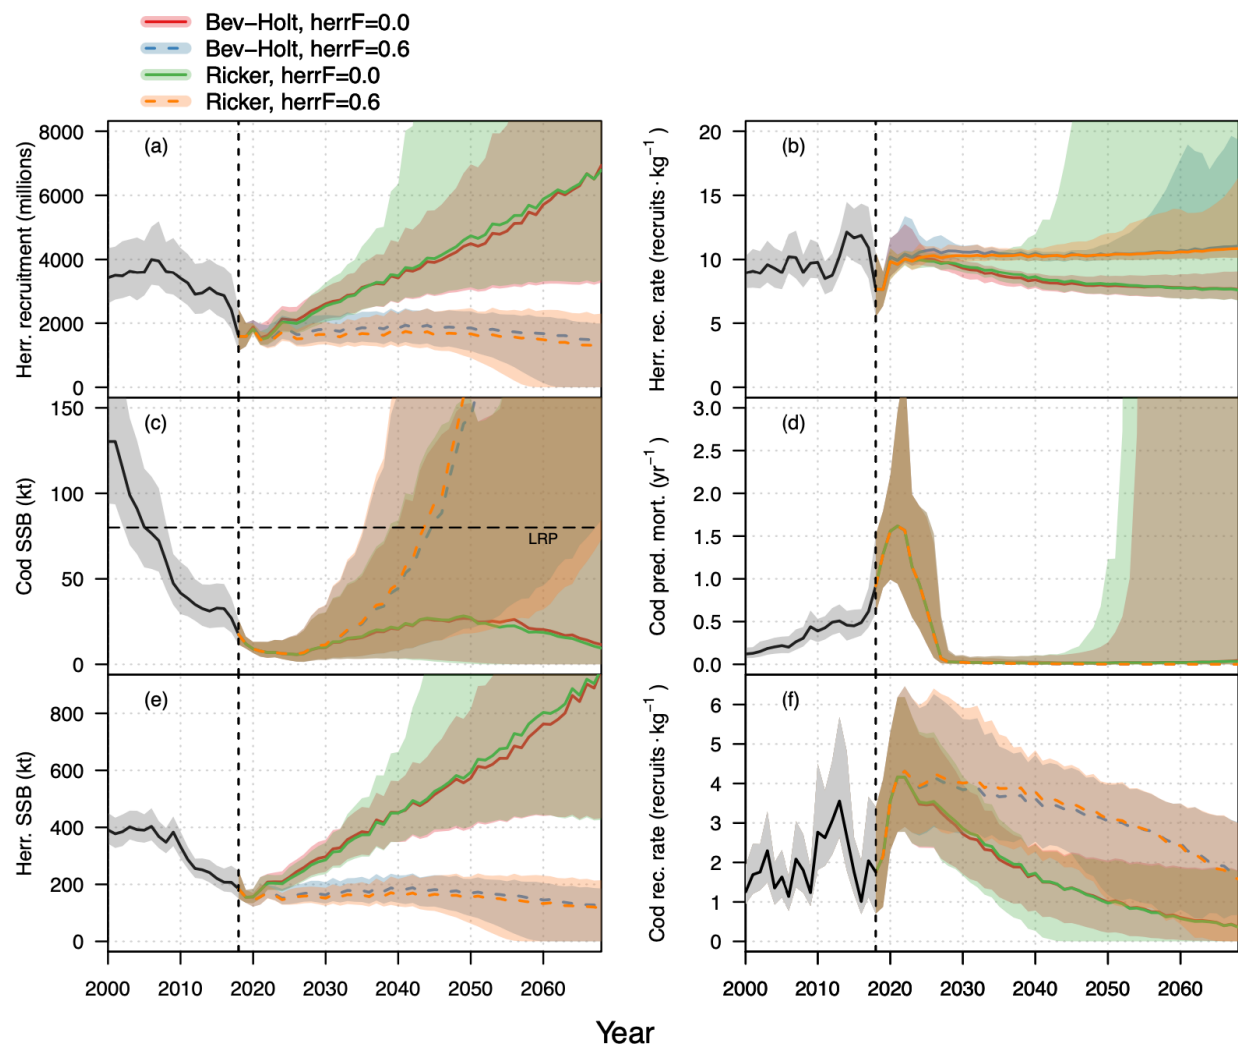 Bev−Holt, herrF=0.0
Bev−Holt, herrF=0.6
Ricker, herrF=0.0
Ricker, herrF=0.6
Herr. recruitment (millions)
8000
6000
4000
2000
0
(a)
Herr. rec. rate (recruits · kg−1 )
20
15
10
5
0
(b)
Cod SSB (kt)
150
100
50
0
(c)
LRP
Cod pred. mort. (yr−1 )
3.0
2.5
2.0
1.5
1.0
0.5
0.0
(d)
Herr. SSB (kt)
800
600
400
200
0
(e)
2000 2010 2020 2030 2040 2050 2060
Cod rec. rate (recruits · kg−1 )
6
5
4
3
2
1
0
(f)
2000 2010 2020 2030 2040 2050 2060
Year